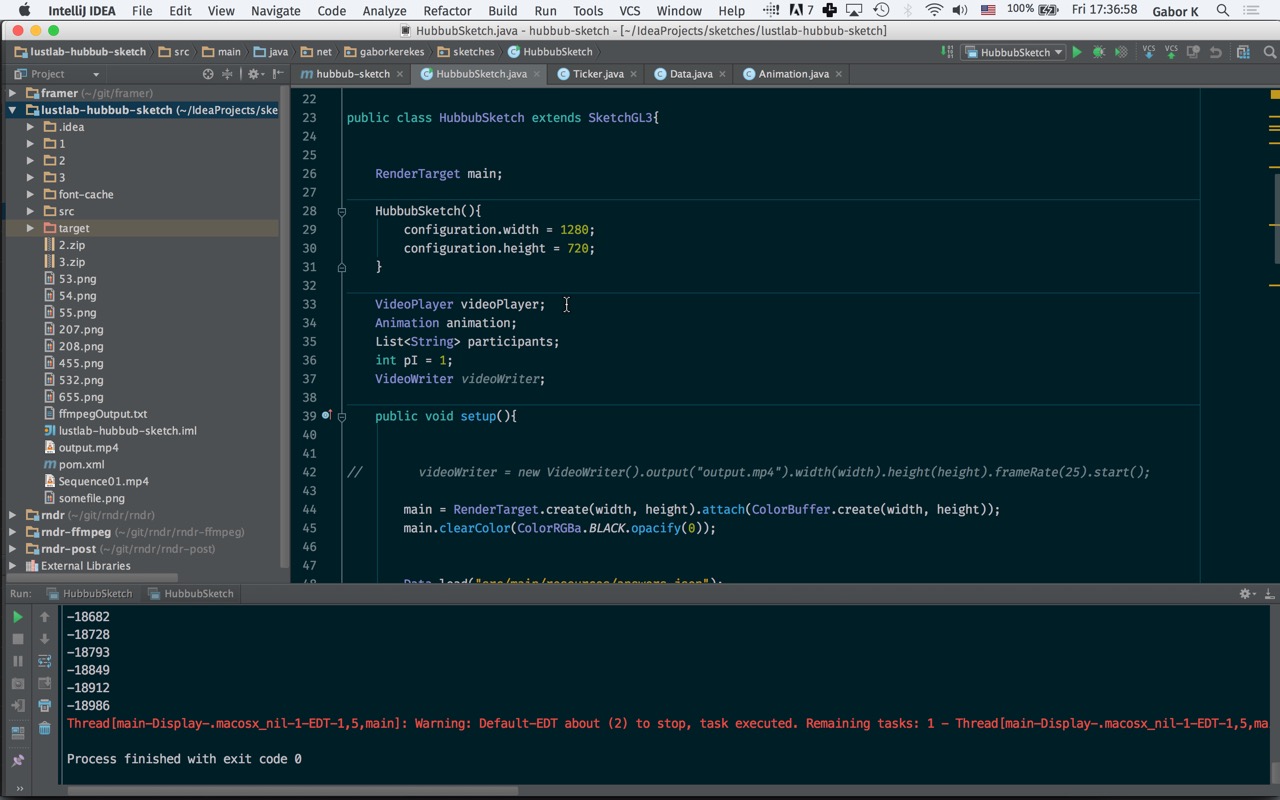 IntelliJ IDEA File Edit View Navigate Code Analyze Refactor Build Run Tools VCS Window Help 7 100% Fri 17:36:58 Gabor K
HubbubSketch.java - hubbub-sketch - [~/IdeaProjects/sketches/lustlab-hubbub-sketch]
lustlab-hubbub-sketch src main java net gaborkerekes sketches HubbubSketch HubbubSketch VCS VCS
Project hubbub-sketch HubbubSketch.java Ticker.java Data.java Animation.java
framer (~/git/framer)
lustlab-hubbub-sketch (~/IdeaProjects/ske
.idea
1
2
3
font-cache
src
target
2.zip
3.zip
53.png
54.png
55.png
207.png
208.png
455.png
532.png
655.png
ffmpegOutput.txt
lustlab-hubbub-sketch.iml
output.mp4
pom.xml
Sequence01.mp4
somefile.png
rndr (~/git/rndr/rndr)
rndr-ffmpeg (~/git/rndr/rndr-ffmpeg)
rndr-post (~/git/rndr/rndr-post)
External Libraries
22
23 public class HubbubSketch extends SketchGL3{
24
25
26 RenderTarget main;
27
28 HubbubSketch(){
29 configuration.width = 1280;
30 configuration.height = 720;
31 }
32
33 VideoPlayer videoPlayer;
34 Animation animation;
35 List<String> participants;
36 int pI = 1;
37 VideoWriter videoWriter;
38
39 public void setup(){
40
41
42 // videoWriter = new VideoWriter().output("output.mp4").width(width).height(height).frameRate(25).start();
43
44 main = RenderTarget.create(width, height).attach(ColorBuffer.create(width, height));
45 main.clearColor(ColorRGBa.BLACK.opacify(0));
46
47
48 Data.load("src/main/resources/answers.json");
Run: HubbubSketch HubbubSketch
-18682
-18728
-18793
-18849
-18912
-18986
Thread[main-Display-.macosx_nil-1-EDT-1,5,main]: Warning: Default-EDT about (2) to stop, task executed. Remaining tasks: 1 - Thread[main-Display-.macosx_nil-1-EDT-1,5,ma
Process finished with exit code 0